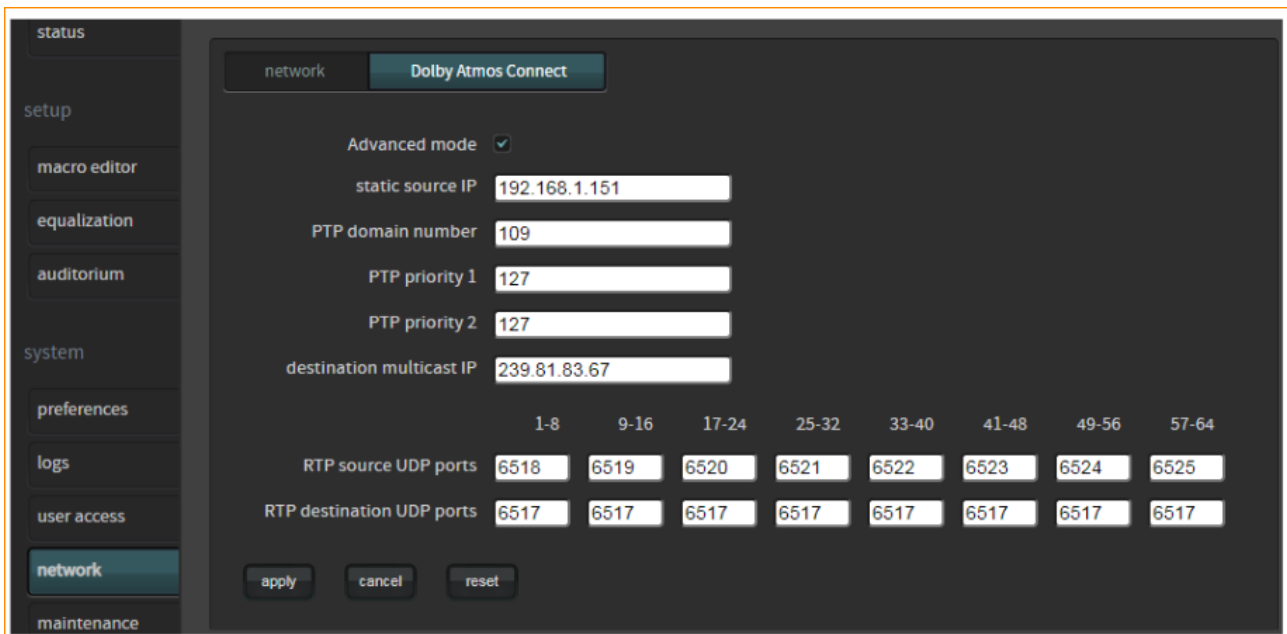 status
network Dolby Atmos Connect
setup
Advanced mode
macro editor
static source IP 192.168.1.151
equalization
PTP domain number 109
auditorium
PTP priority 1 127
PTP priority 2 127
system
destination multicast IP 239.81.83.67
preferences
1-8 9-16 17-24 25-32 33-40 41-48 49-56 57-64
logs
RTP source UDP ports 6518 6519 6520 6521 6522 6523 6524 6525
user access
RTP destination UDP ports 6517 6517 6517 6517 6517 6517 6517 6517
network
apply cancel reset
maintenance